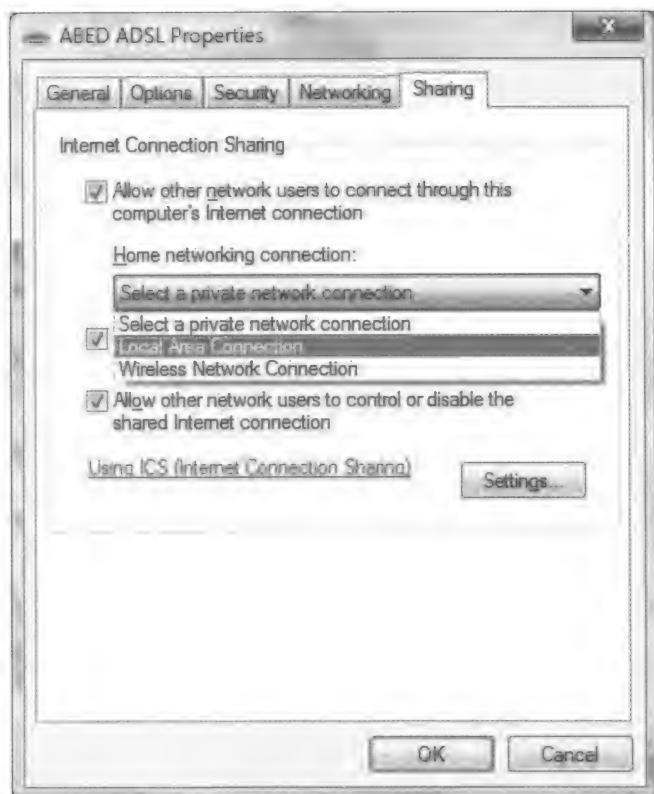 ABED ADSL Properties
General Options Security Networking Sharing
Internet Connection Sharing
Allow other network users to connect through this
computer's Internet connection
Home networking connection:
Select a private network connection
Select a private network connection
Local Area Connection
Wireless Network Connection
Allow other network users to control or disable the
shared Internet connection
Using ICS (Internet Connection Sharing)
Settings...
OK Cancel